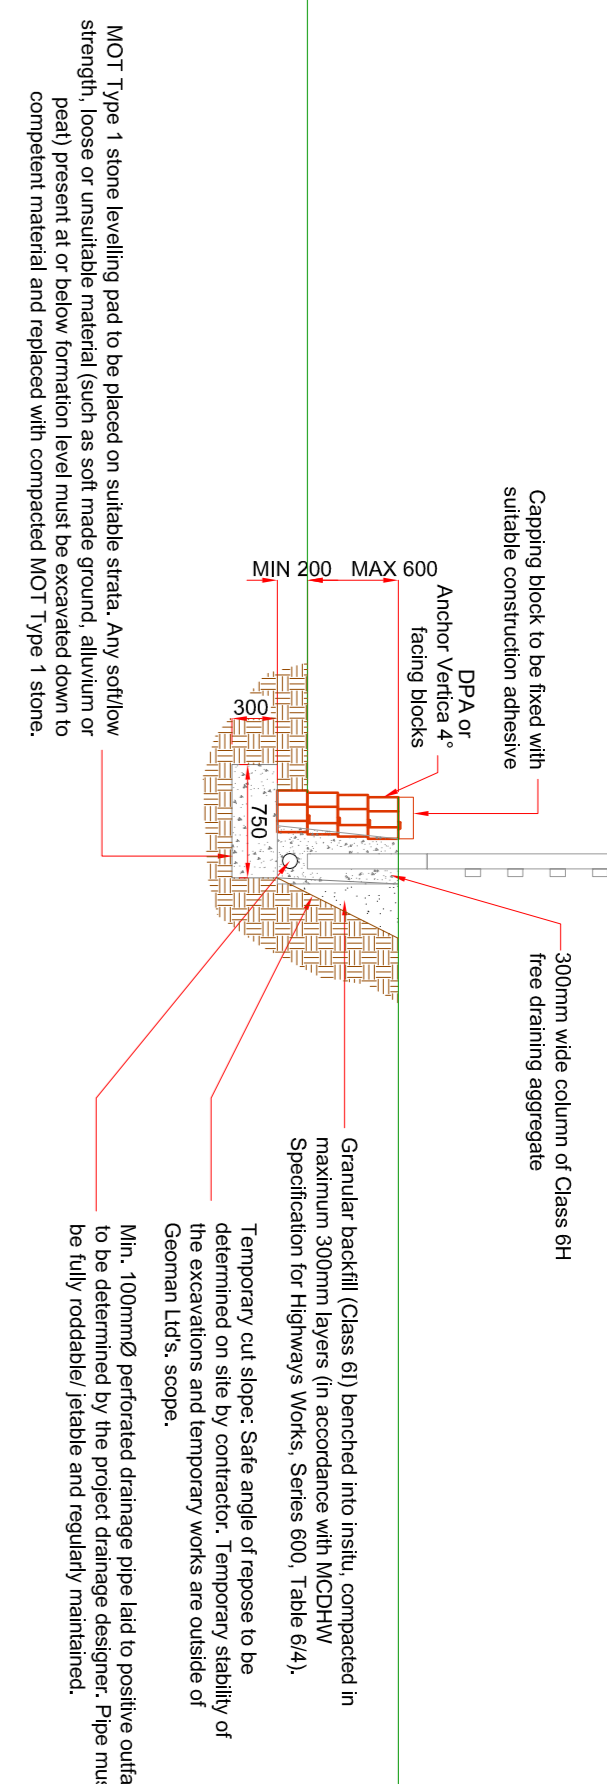 Capping block to be fixed with
suitable construction adhesive
DPA or
Anchor Vertica 4°
facing blocks
MAX 600
MIN 200
300
750
300mm wide column of Class 6H
free draining aggregate
Granular backfill (Class 6I) benched into insitu, compacted in
maximum 300mm layers (in accordance with MCDHW
Specification for Highways Works, Series 600, Table 6/4).
Temporary cut slope: Safe angle of repose to be
determined on site by contractor. Temporary stability of
the excavations and temporary works are outside of
Geoman Ltd's. scope.
Min. 100mmØ perforated drainage pipe laid to positive outfa
to be determined by the project drainage designer. Pipe mus
be fully roddable/ jetable and regularly maintained.
MOT Type 1 stone levelling pad to be placed on suitable strata. Any soft/low
strength, loose or unsuitable material (such as soft made ground, alluvium or
peat) present at or below formation level must be excavated down to
competent material and replaced with compacted MOT Type 1 stone.